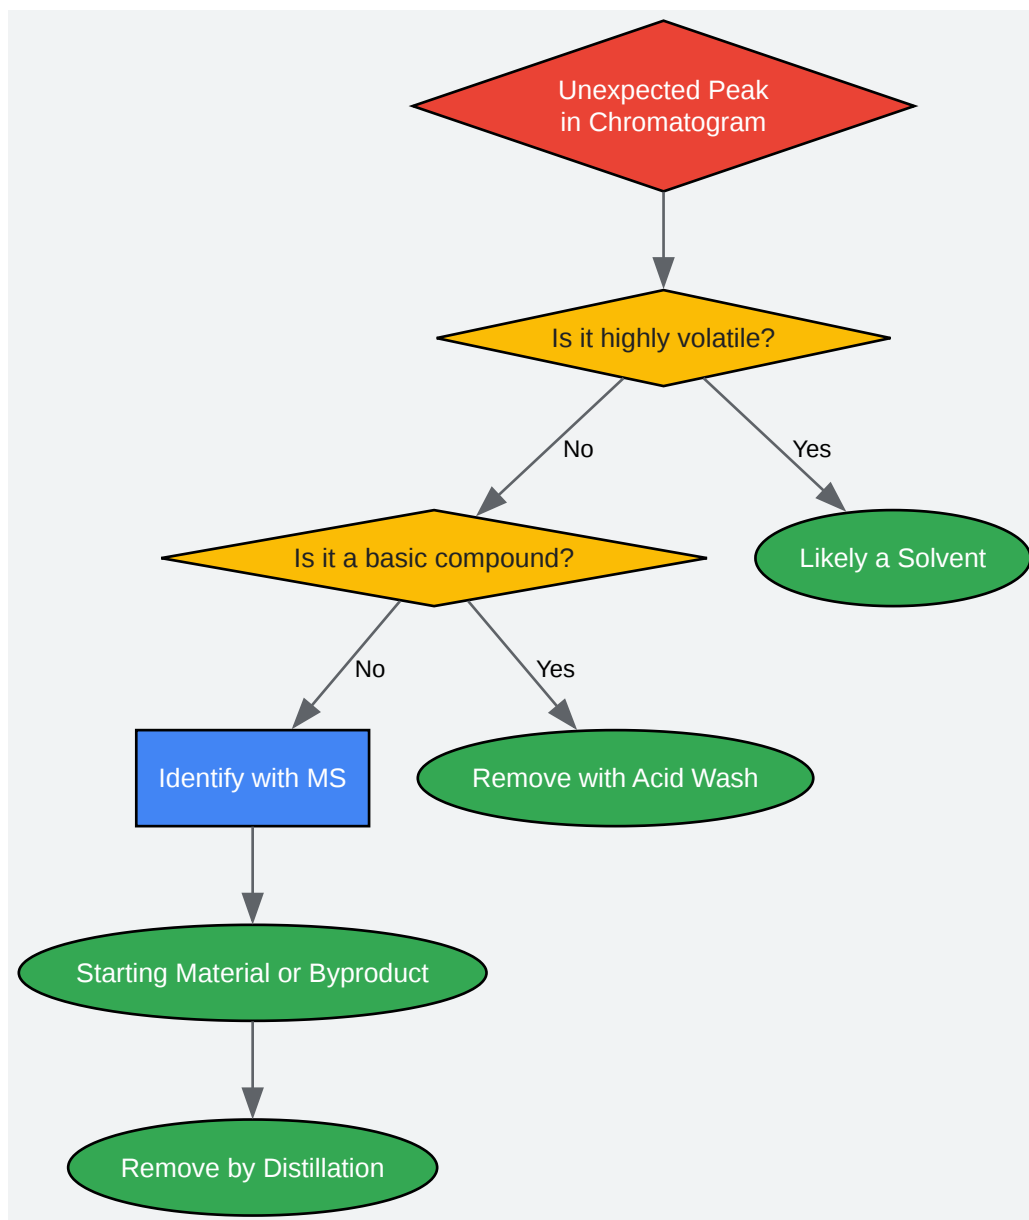 Unexpected Peak
in Chromatogram
Is it highly volatile?
No
Yes
Is it a basic compound?
Likely a Solvent
No
Yes
Identify with MS
Remove with Acid Wash
Starting Material or Byproduct
Remove by Distillation